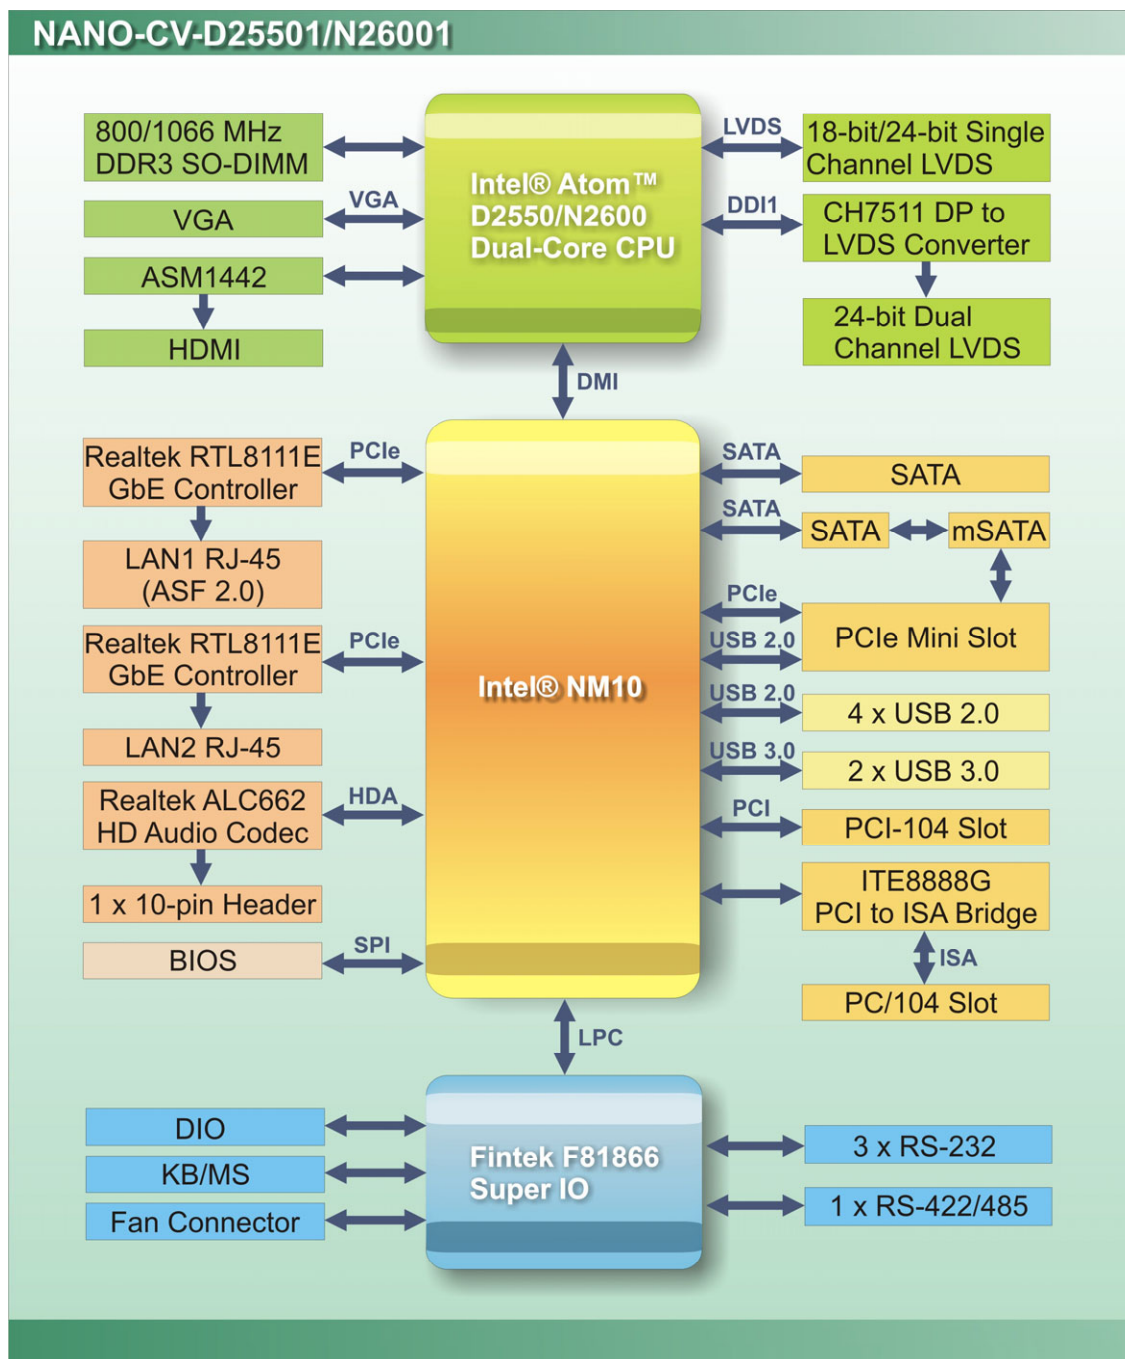 NANO-CV-D25501/N26001
800/1066 MHz
DDR3 SO-DIMM
VGA
VGA
ASM1442
HDMI
Intel® Atom™
D2550/N2600
Dual-Core CPU
LVDS
18-bit/24-bit Single
Channel LVDS
DDI1
CH7511 DP to
LVDS Converter
24-bit Dual
Channel LVDS
DMI
Realtek RTL8111E
GbE Controller
PCIe
LAN1 RJ-45
(ASF 2.0)
Realtek RTL8111E
GbE Controller
PCIe
LAN2 RJ-45
Realtek ALC662
HD Audio Codec
HDA
1 x 10-pin Header
BIOS
SPI
Intel® NM10
SATA
SATA
SATA
SATA
mSATA
PCIe
USB 2.0
PCIe Mini Slot
USB 2.0
4 x USB 2.0
USB 3.0
2 x USB 3.0
PCI
PCI-104 Slot
ITE8888G
PCI to ISA Bridge
ISA
PC/104 Slot
LPC
DIO
KB/MS
Fan Connector
Fintek F81866
Super IO
3 x RS-232
1 x RS-422/485